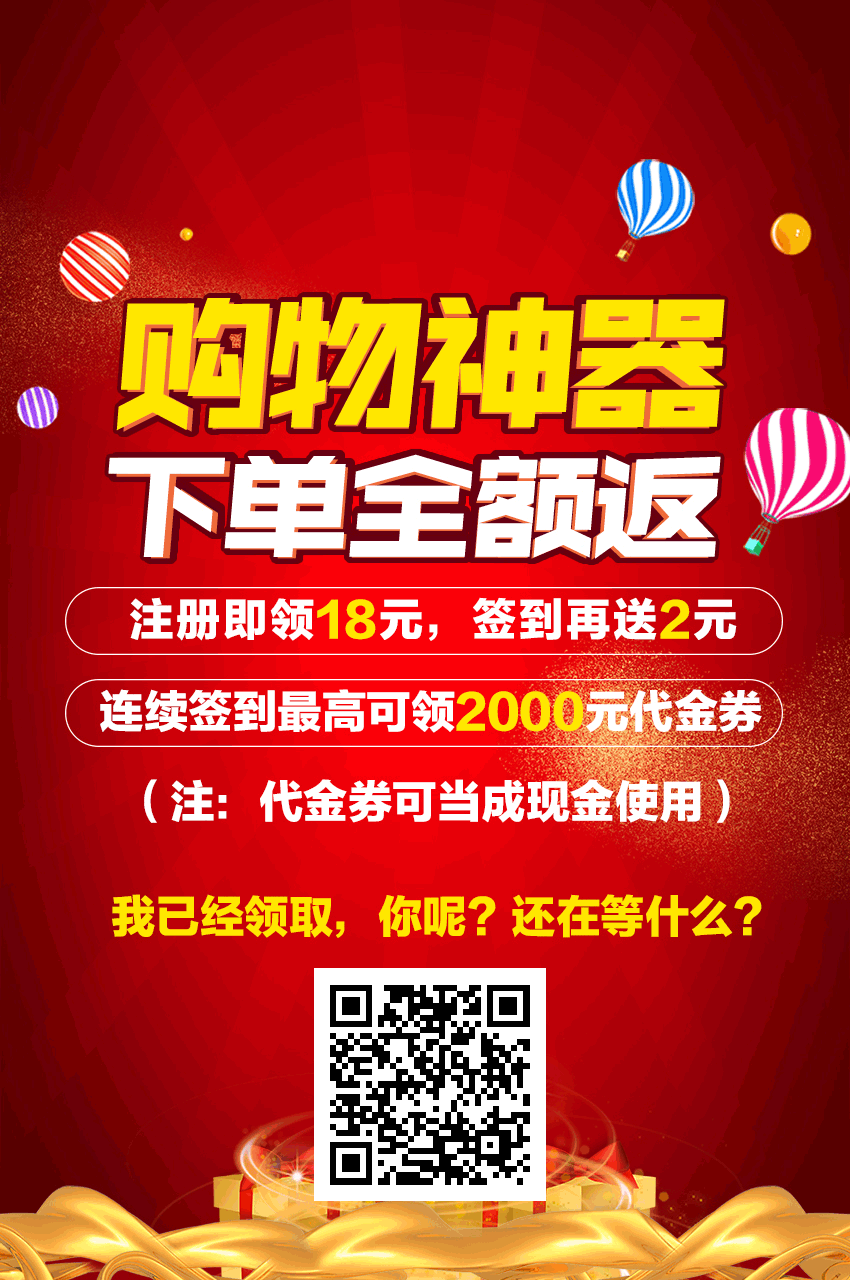 购物神器
下单全额返
注册即领18元，签到再送2元
连续签到最高可领2000元代金券
（注：代金券可当成现金使用）
我已经领取，你呢？还在等什么？